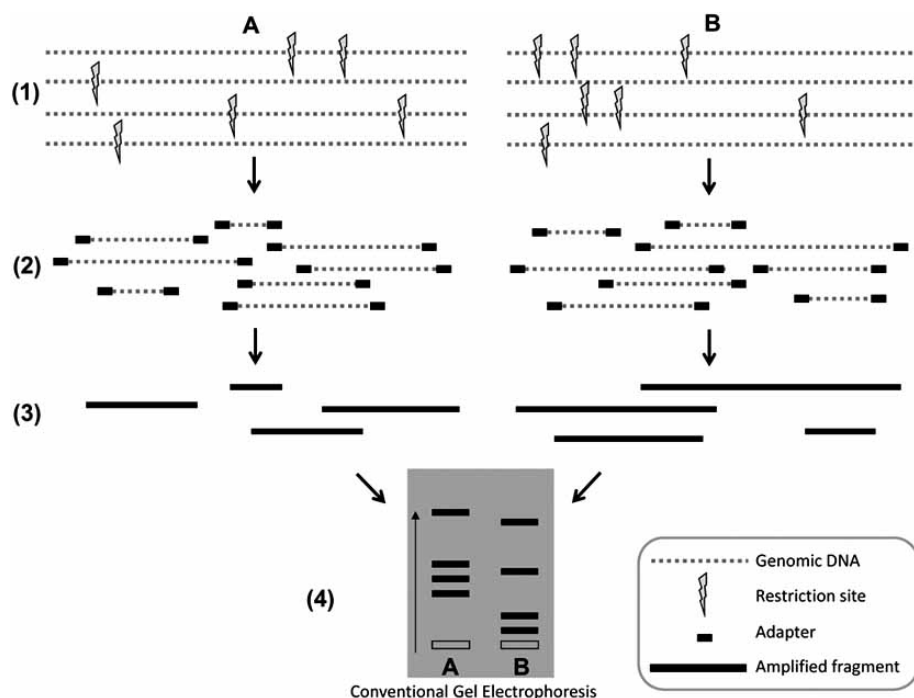 A B
(1)
(2)
(3)
(4)
A B
Conventional Gel Electrophoresis
Genomic DNA
Restriction site
Adapter
Amplified fragment